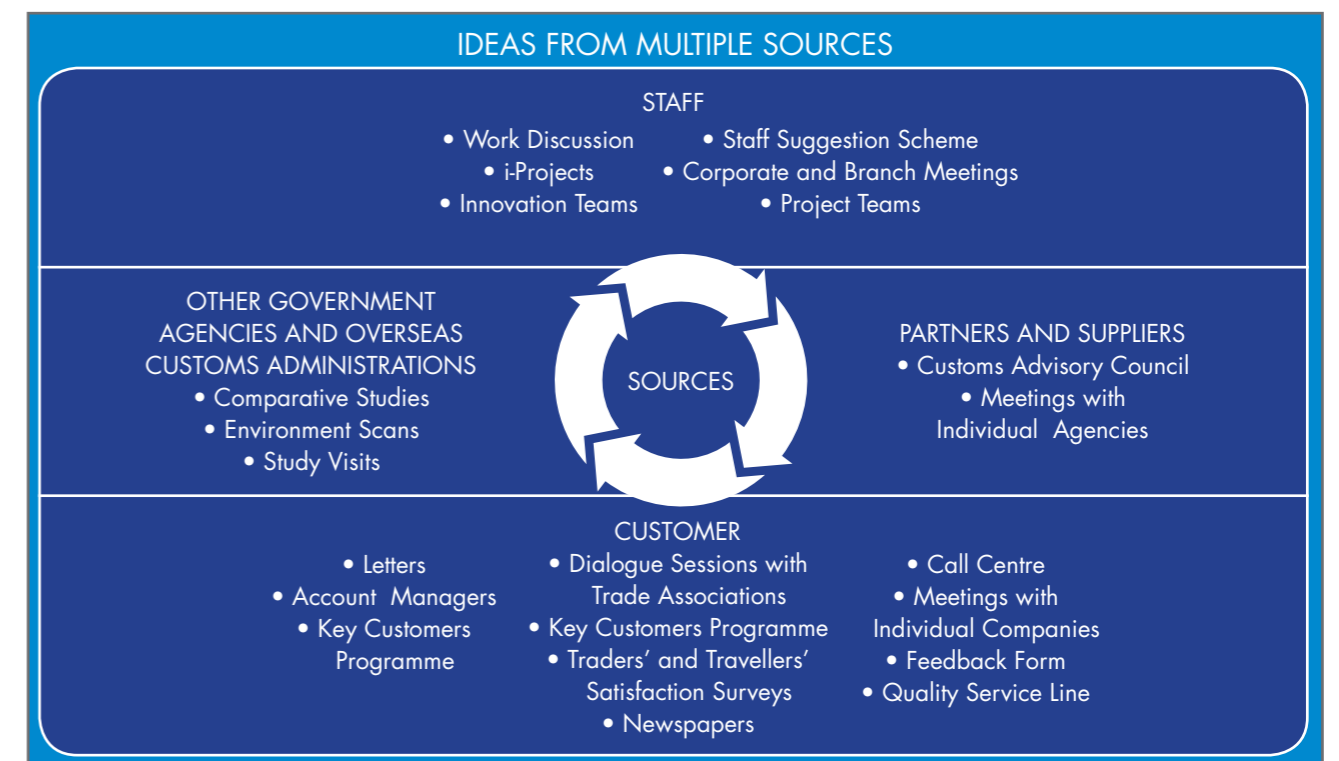 IDEAS FROM MULTIPLE SOURCES
STAFF
• Work Discussion
• i-Projects
• Innovation Teams
• Staff Suggestion Scheme
• Corporate and Branch Meetings
• Project Teams
OTHER GOVERNMENT
AGENCIES AND OVERSEAS
CUSTOMS ADMINISTRATIONS
• Comparative Studies
• Environment Scans
• Study Visits
SOURCES
PARTNERS AND SUPPLIERS
• Customs Advisory Council
• Meetings with
Individual Agencies
CUSTOMER
• Letters
• Account Managers
• Key Customers
Programme
• Dialogue Sessions with
Trade Associations
• Key Customers Programme
• Traders’ and Travellers’
Satisfaction Surveys
• Newspapers
• Call Centre
• Meetings with
Individual Companies
• Feedback Form
• Quality Service Line